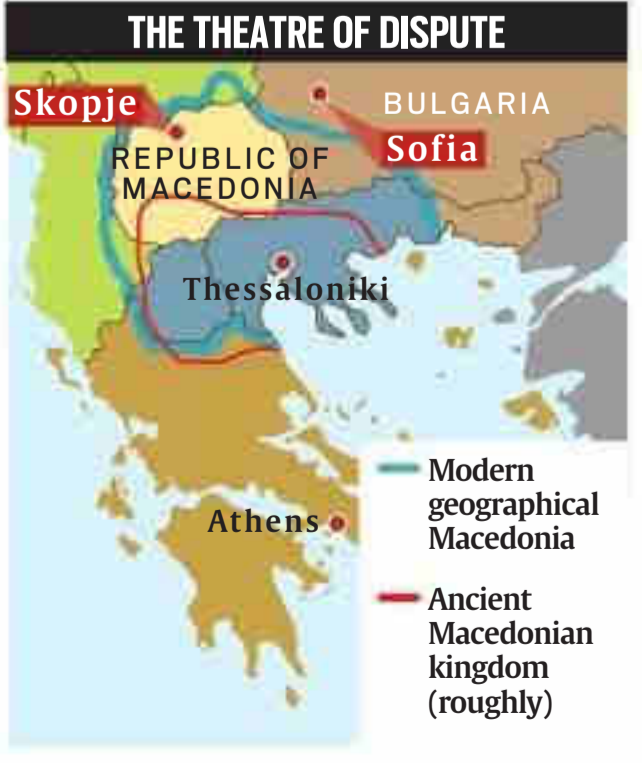 THE THEATRE OF DISPUTE
Skopje
BULGARIA
Sofia
REPUBLIC OF
MACEDONIA
Thessaloniki
Athens
Modern
geographical
Macedonia
Ancient
Macedonian
kingdom
(roughly)